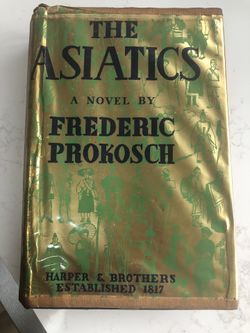 THE
ASIATICS
A NOVEL BY
FREDERIC
PROKOSCH
HARPER & BROTHERS
ESTABLISHED 1817